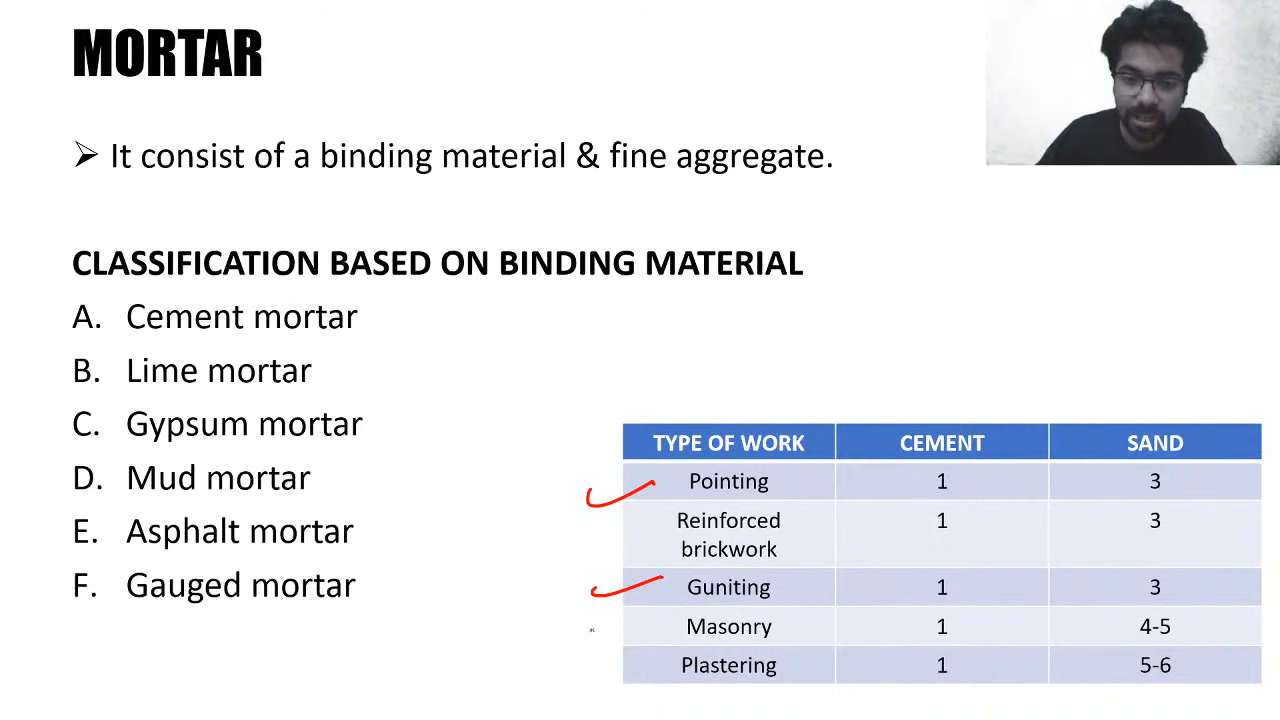 MORTAR
➢ It consist of a binding material & fine aggregate.
CLASSIFICATION BASED ON BINDING MATERIAL
A. Cement mortar
B. Lime mortar
C. Gypsum mortar
D. Mud mortar
E. Asphalt mortar
F. Gauged mortar
TYPE OF WORK CEMENT SAND
Pointing 1 3
Reinforced 1 3
brickwork
Guniting 1 3
Masonry 1 4-5
Plastering 1 5-6